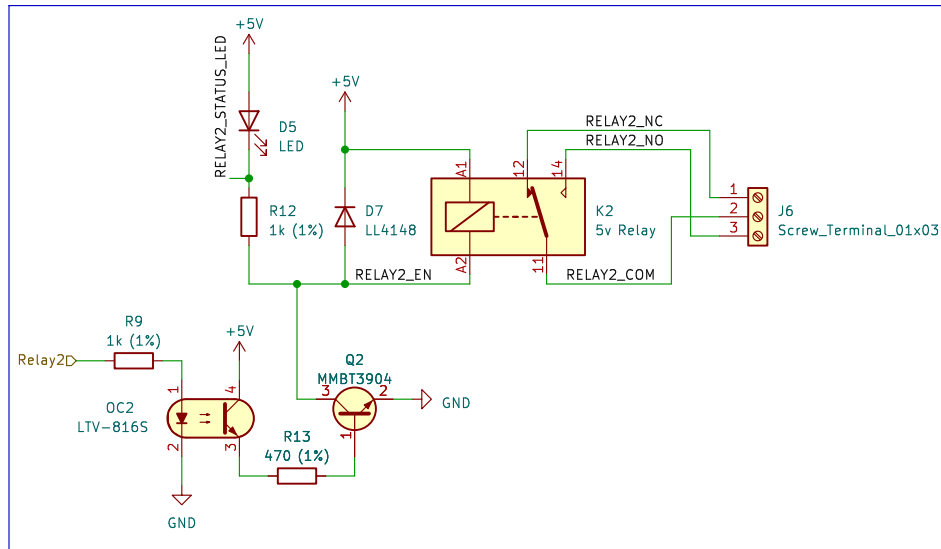 +5V
RELAY2_STATUS_LED
D5
LED
+5V
RELAY2_NC
RELAY2_NO
A1
12
14
R12
1k (1%)
D7
LL4148
K2
5v Relay
1
2
3
J6
Screw_Terminal_01x03
A2
11
RELAY2_EN
RELAY2_COM
R9
1k (1%)
+5V
Relay2
Q2
MMBT3904
3
2
GND
1
4
OC2
LTV-816S
2
3
1
R13
470 (1%)
GND